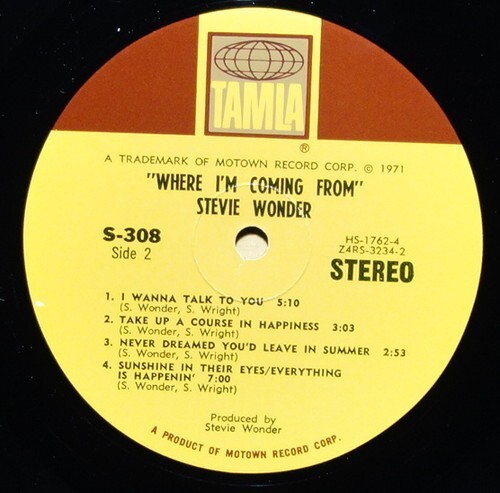 TAMLA
®
A TRADEMARK OF MOTOWN RECORD CORP. © 1971
"WHERE I'M COMING FROM"
STEVIE WONDER
S-308
Side 2
HS-1762-4
Z4RS-3234-2
STEREO
1. I WANNA TALK TO YOU 5:10
(S. Wonder, S. Wright)
2. TAKE UP A COURSE IN HAPPINESS 3:03
(S. Wonder, S. Wright)
3. NEVER DREAMED YOU'D LEAVE IN SUMMER 2:53
(S. Wonder, S. Wright)
4. SUNSHINE IN THEIR EYES/EVERYTHING
IS HAPPENIN' 7:00
(S. Wonder, S. Wright)
Produced by
Stevie Wonder
A PRODUCT OF MOTOWN RECORD CORP.